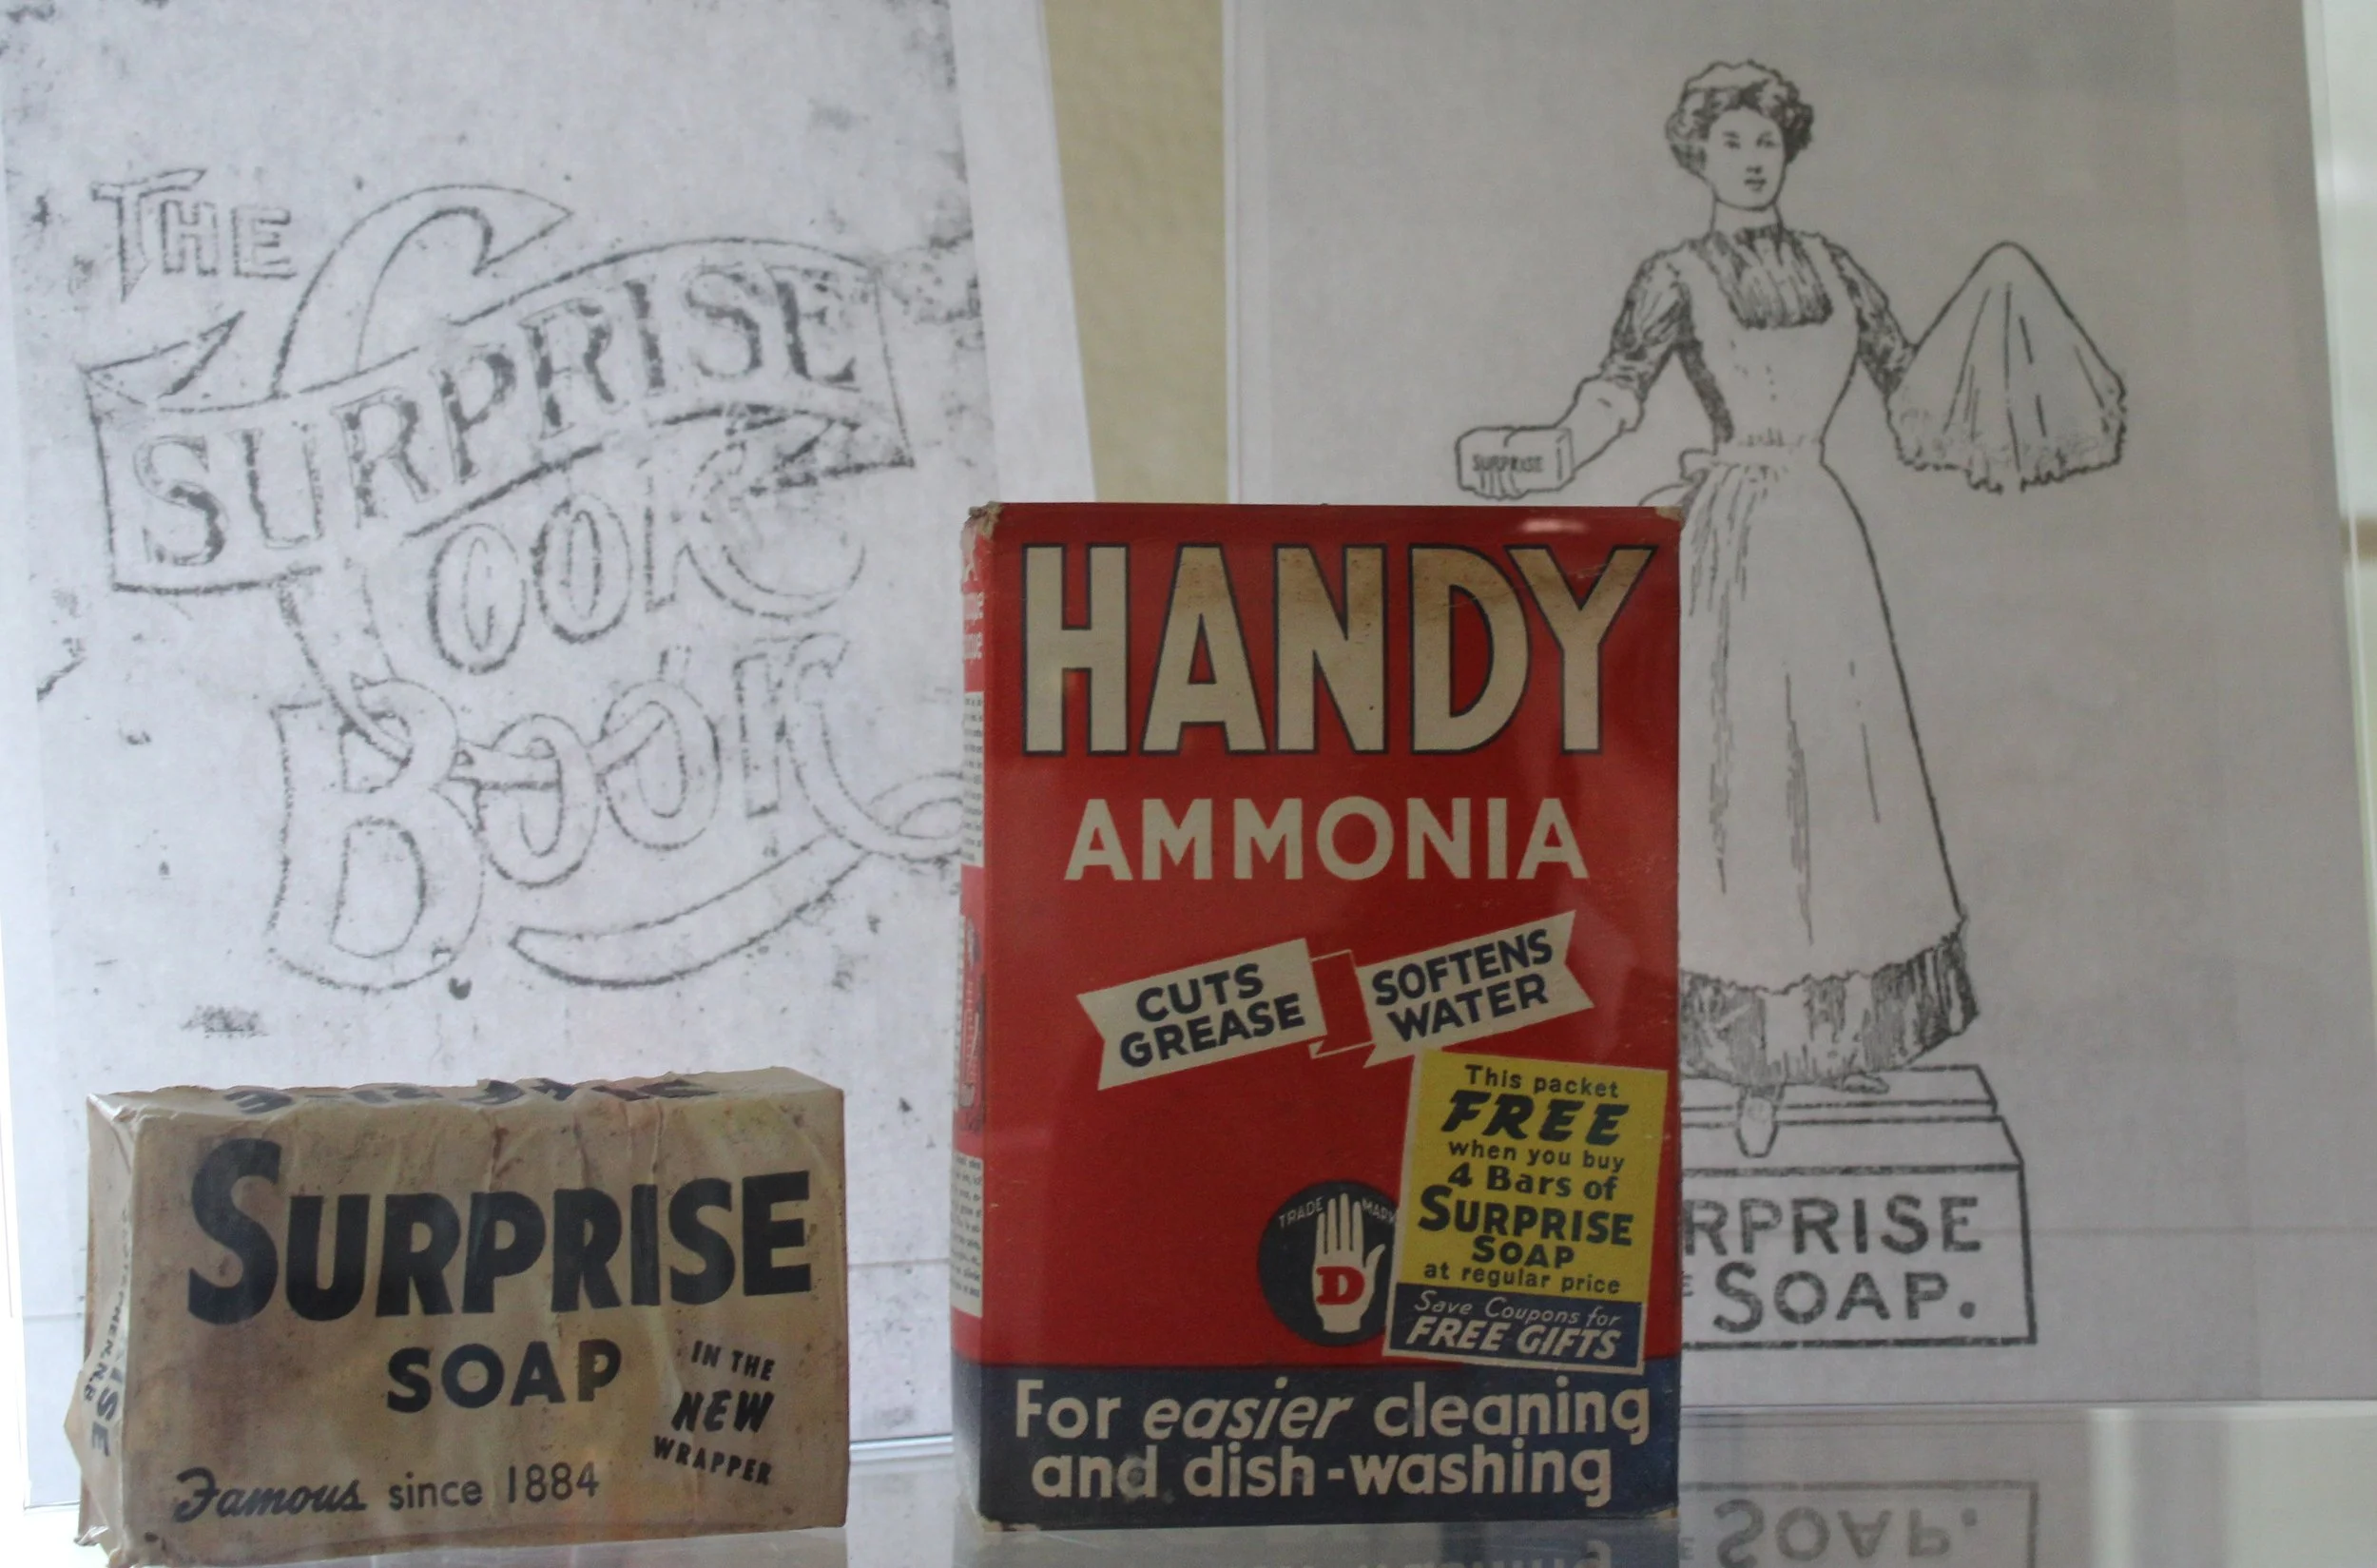 THE
SURPRISE
COOK
BOOK
SURPRISE
HANDY
AMMONIA
CUTS
GREASE
SOFTENS
WATER
This packet
FREE
when you buy
4 Bars of
SURPRISE
SOAP
at regular price
Save Coupons for
FREE GIFTS
TRADE MARK
D
For easier cleaning
and dish-washing
SURPRISE
SOAP
IN THE
NEW
WRAPPER
Famous since 1884
RPRISE
SOAP.